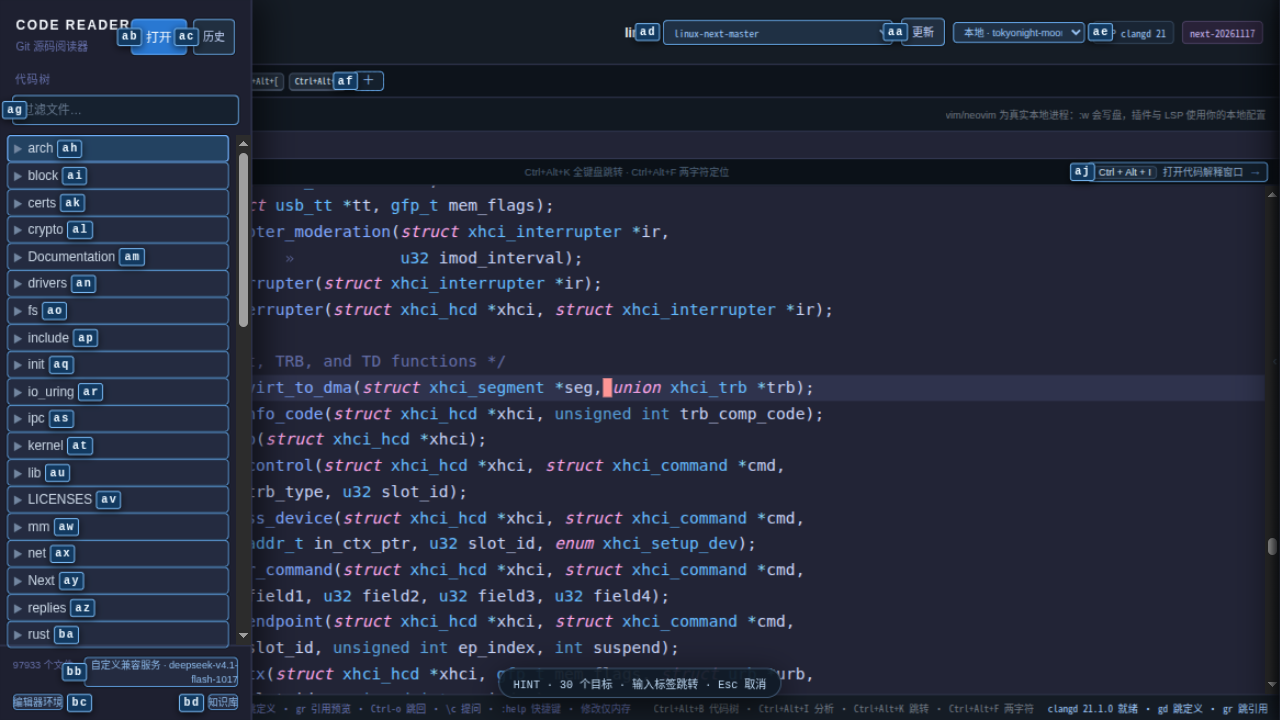 CODE READER
Git 源码阅读器
ab
打开
ac
历史
代码树
ag
过滤文件…
arch ah
block ai
certs ak
crypto al
Documentation am
drivers an
fs ao
include ap
init aq
io_uring ar
ipc as
kernel at
lib au
LICENSES av
mm aw
net ax
Next ay
replies az
rust ba
97933 个
bb
自定义兼容服务 · deepseek-v4.1-
flash-1017
编辑器环境 bc
bd 知识库
ad
linux-next-master
aa 更新
本地 · tokyonight-moo
ae
clangd 21
next-20261117
+Alt+[
Ctrl+Alt+
af
+
vim/neovim 为真实本地进程: :w 会写盘, 插件与 LSP 使用你的本地配置
Ctrl+Alt+K 全键盘跳转 · Ctrl+Alt+F 两字符定位
aj Ctrl + Alt + I 打开代码解释窗口 →
ct usb_tt *tt, gfp_t mem_flags);
pter_moderation(struct xhci_interrupter *ir,
» u32 imod_interval);
rrupter(struct xhci_interrupter *ir);
errupter(struct xhci_hcd *xhci, struct xhci_interrupter *ir);
, TRB, and TD functions */
virt_to_dma(struct xhci_segment *seg, union xhci_trb *trb);
nfo_code(struct xhci_hcd *xhci, unsigned int trb_comp_code);
(struct xhci_hcd *xhci);
control(struct xhci_hcd *xhci, struct xhci_command *cmd,
trb_type, u32 slot_id);
ss_device(struct xhci_hcd *xhci, struct xhci_command *cmd,
addr_t in_ctx_ptr, u32 slot_id, enum xhci_setup_dev);
r_command(struct xhci_hcd *xhci, struct xhci_command *cmd,
field1, u32 field2, u32 field3, u32 field4);
endpoint(struct xhci_hcd *xhci, struct xhci_command *cmd,
slot_id, unsigned int ep_index, int suspend);
tx(struct xhci_hcd *xhci,
HINT · 30 个目标 · 输入标签跳转 · Esc 取消
定义 · gr 引用预览 · Ctrl-o 跳回 · \c 提问 · :help 快捷键 · 修改仅内存
Ctrl+Alt+B 代码树 · Ctrl+Alt+I 分析 · Ctrl+Alt+K 跳转 · Ctrl+Alt+F 两字符
clangd 21.1.0 就绪 · gd 跳定义 · gr 跳引用